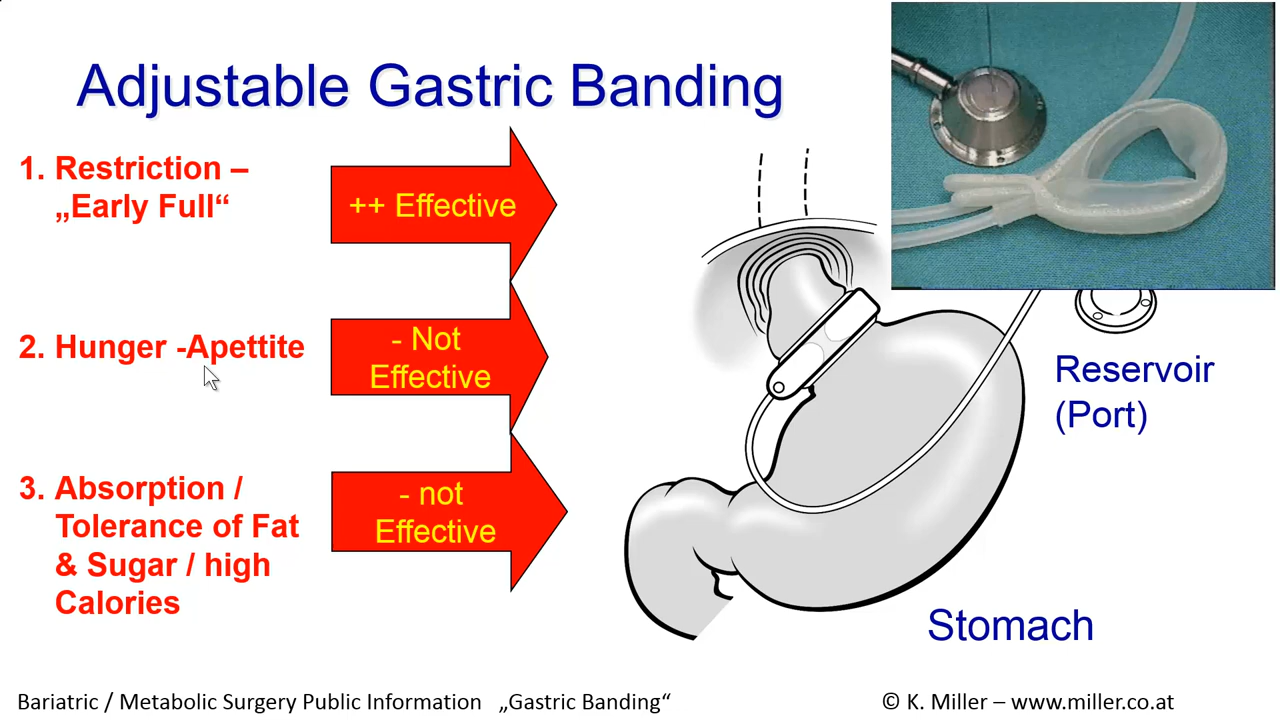 Adjustable Gastric Banding
1. Restriction –
„Early Full“
++ Effective
2. Hunger -Apettite
- Not
Effective
3. Absorption /
Tolerance of Fat
& Sugar / high
Calories
- not
Effective
Reservoir
(Port)
Stomach
Bariatric / Metabolic Surgery Public Information „Gastric Banding“
© K. Miller – www.miller.co.at